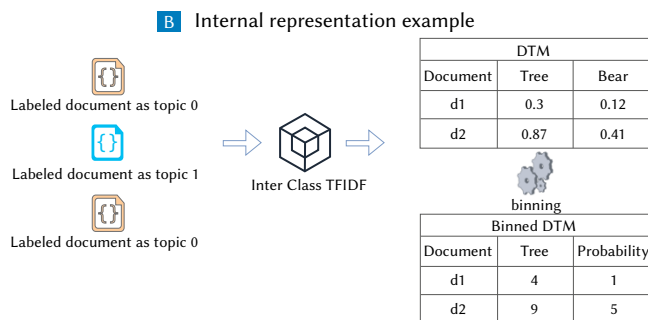 B Internal representation example
Labeled document as topic 0
Labeled document as topic 1
Labeled document as topic 0
Inter Class TFIDF
DTM
Document Tree Bear
d1 0.3 0.12
d2 0.87 0.41
binning
Binned DTM
Document Tree Probability
d1 4 1
d2 9 5